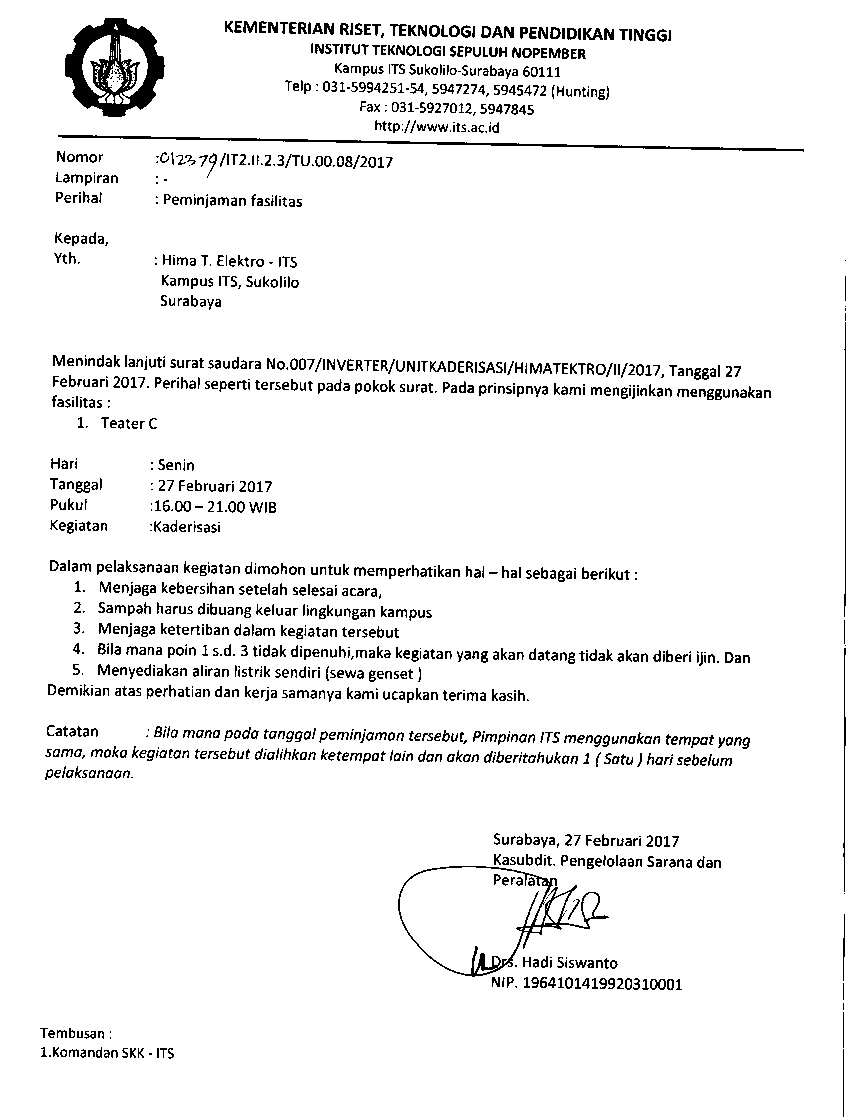 KEMENTERIAN RISET, TEKNOLOGI DAN PENDIDIKAN TINGGI
INSTITUT TEKNOLOGI SEPULUH NOPEMBER
Kampus ITS Sukolilo-Surabaya 60111
Telp : 031-5994251-54, 5947274, 5945472 (Hunting)
Fax : 031-5927012, 5947845
http://www.its.ac.id
Nomor :012379/IT2.II.2.3/TU.00.08/2017
Lampiran : -
Perihal : Peminjaman fasilitas
Kepada,
Yth. : Hima T. Elektro - ITS
Kampus ITS, Sukolilo
Surabaya
Menindak lanjuti surat saudara No.007/INVERTER/UNITKADERISASI/HIMATEKTRO/II/2017, Tanggal 27
Februari 2017. Perihal seperti tersebut pada pokok surat. Pada prinsipnya kami mengijinkan menggunakan
fasilitas :
1. Teater C
Hari : Senin
Tanggal : 27 Februari 2017
Pukul :16.00 – 21.00 WIB
Kegiatan :Kaderisasi
Dalam pelaksanaan kegiatan dimohon untuk memperhatikan hal – hal sebagai berikut :
1. Menjaga kebersihan setelah selesai acara,
2. Sampah harus dibuang keluar lingkungan kampus
3. Menjaga ketertiban dalam kegiatan tersebut
4. Bila mana poin 1 s.d. 3 tidak dipenuhi,maka kegiatan yang akan datang tidak akan diberi ijin. Dan
5. Menyediakan aliran listrik sendiri (sewa genset )
Demikian atas perhatian dan kerja samanya kami ucapkan terima kasih.
Catatan : Bila mana pada tanggal peminjaman tersebut, Pimpinan ITS menggunakan tempat yang
sama, maka kegiatan tersebut dialihkan ketempat lain dan akan diberitahukan 1 ( Satu ) hari sebelum
pelaksanaan.
Surabaya, 27 Februari 2017
Kasubdit. Pengelolaan Sarana dan
Peralatan
Drs. Hadi Siswanto
NIP. 1964101419920310001
Tembusan :
1.Komandan SKK - ITS